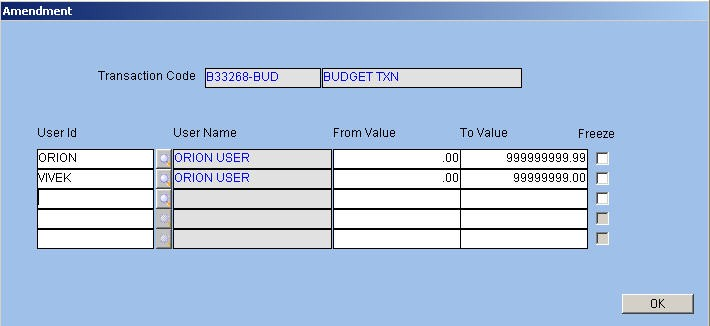 Amendment
Transaction Code B33268-BUD BUDGET TXN
User Id User Name From Value To Value Freeze
ORION ORION USER .00 999999999.99
VIVEK ORION USER .00 99999999.00
OK